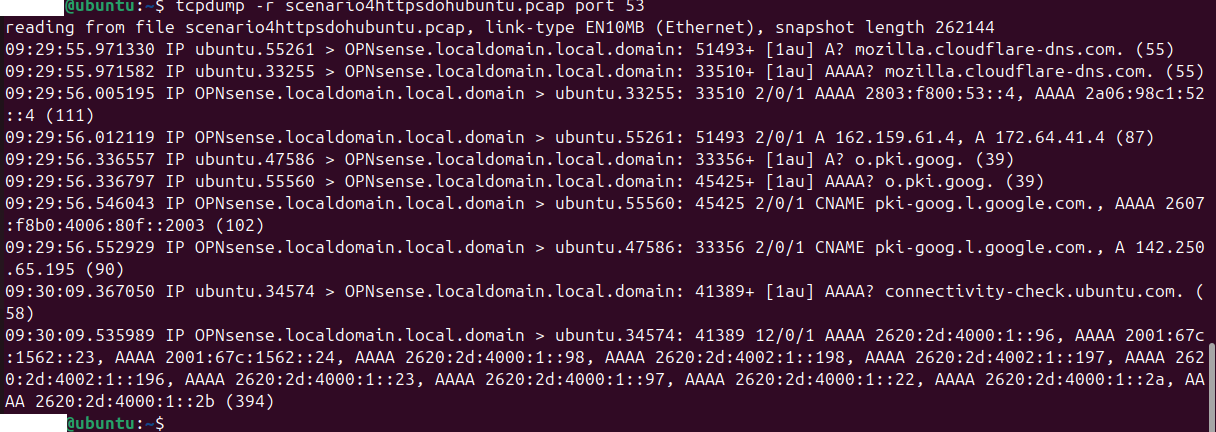 @ubuntu:~$ tcpdump -r scenario4httpsdohubuntu.pcap port 53
reading from file scenario4httpsdohubuntu.pcap, link-type EN10MB (Ethernet), snapshot length 262144
09:29:55.971330 IP ubuntu.55261 > OPNsense.localdomain.local.domain: 51493+ [1au] A? mozilla.cloudflare-dns.com. (55)
09:29:55.971582 IP ubuntu.33255 > OPNsense.localdomain.local.domain: 33510+ [1au] AAAA? mozilla.cloudflare-dns.com. (55)
09:29:56.005195 IP OPNsense.localdomain.local.domain > ubuntu.33255: 33510 2/0/1 AAAA 2803:f800:53::4, AAAA 2a06:98c1:52
::4 (111)
09:29:56.012119 IP OPNsense.localdomain.local.domain > ubuntu.55261: 51493 2/0/1 A 162.159.61.4, A 172.64.41.4 (87)
09:29:56.336557 IP ubuntu.47586 > OPNsense.localdomain.local.domain: 33356+ [1au] A? o.pki.goog. (39)
09:29:56.336797 IP ubuntu.55560 > OPNsense.localdomain.local.domain: 45425+ [1au] AAAA? o.pki.goog. (39)
09:29:56.546043 IP OPNsense.localdomain.local.domain > ubuntu.55560: 45425 2/0/1 CNAME pki-goog.l.google.com., AAAA 2607
:f8b0:4006:80f::2003 (102)
09:29:56.552929 IP OPNsense.localdomain.local.domain > ubuntu.47586: 33356 2/0/1 CNAME pki-goog.l.google.com., A 142.250
.65.195 (90)
09:30:09.367050 IP ubuntu.34574 > OPNsense.localdomain.local.domain: 41389+ [1au] AAAA? connectivity-check.ubuntu.com. (
58)
09:30:09.535989 IP OPNsense.localdomain.local.domain > ubuntu.34574: 41389 12/0/1 AAAA 2620:2d:4000:1::96, AAAA 2001:67c
:1562::23, AAAA 2001:67c:1562::24, AAAA 2620:2d:4000:1::98, AAAA 2620:2d:4002:1::198, AAAA 2620:2d:4002:1::197, AAAA 262
0:2d:4002:1::196, AAAA 2620:2d:4000:1::23, AAAA 2620:2d:4000:1::97, AAAA 2620:2d:4000:1::22, AAAA 2620:2d:4000:1::2a, AA
AA 2620:2d:4000:1::2b (394)
@ubuntu:~$